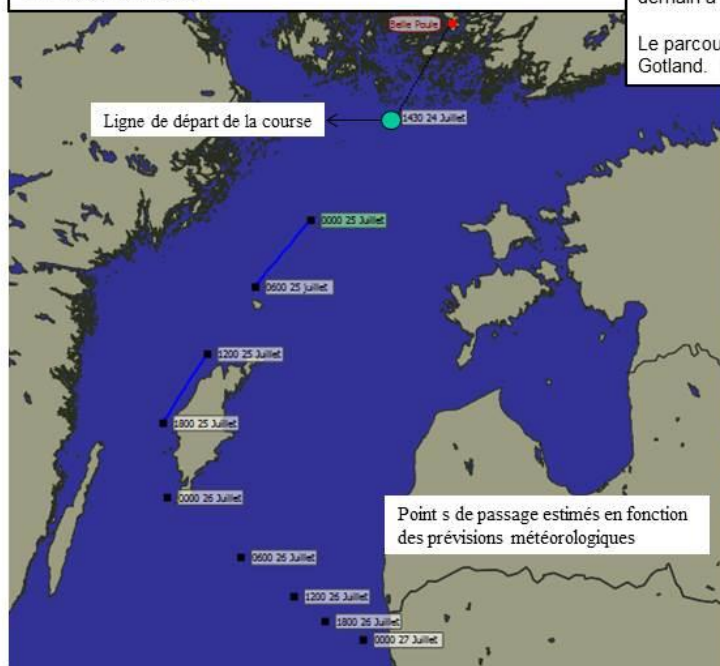 demain à
Le parcou
Gotland.
Belle Poule
Ligne de départ de la course
1430 24 Juillet
0000 25 Juillet
0600 25 juillet
1200 25 Juillet
1800 25 Juillet
0000 26 Juillet
Point s de passage estimés en fonction
des prévisions météorologiques
0600 26 Juillet
1200 26 Juillet
1800 26 Juillet
0000 27 Juillet